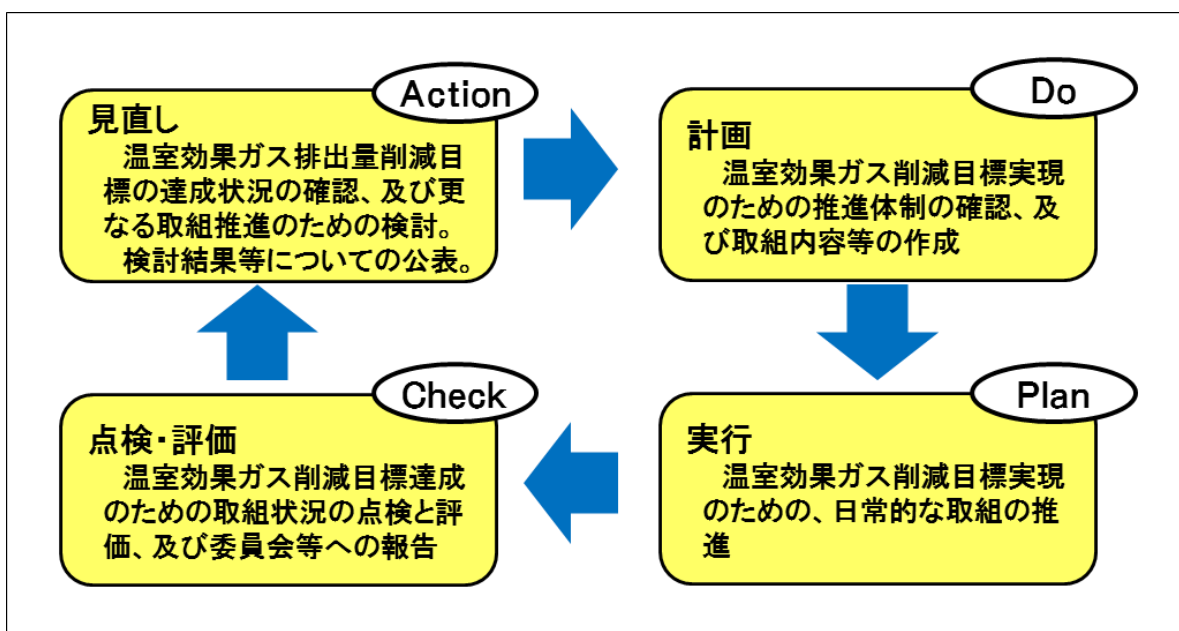 Action
見直し
温室効果ガス排出量削減目
標の達成状況の確認、及び更
なる取組推進のための検討。
検討結果等についての公表。
Do
計画
温室効果ガス削減目標実現
のための推進体制の確認、及
び取組内容等の作成
Check
点検・評価
温室効果ガス削減目標達成
のための取組状況の点検と評
価、及び委員会等への報告
Plan
実行
温室効果ガス削減目標実現
のための、日常的な取組の推
進